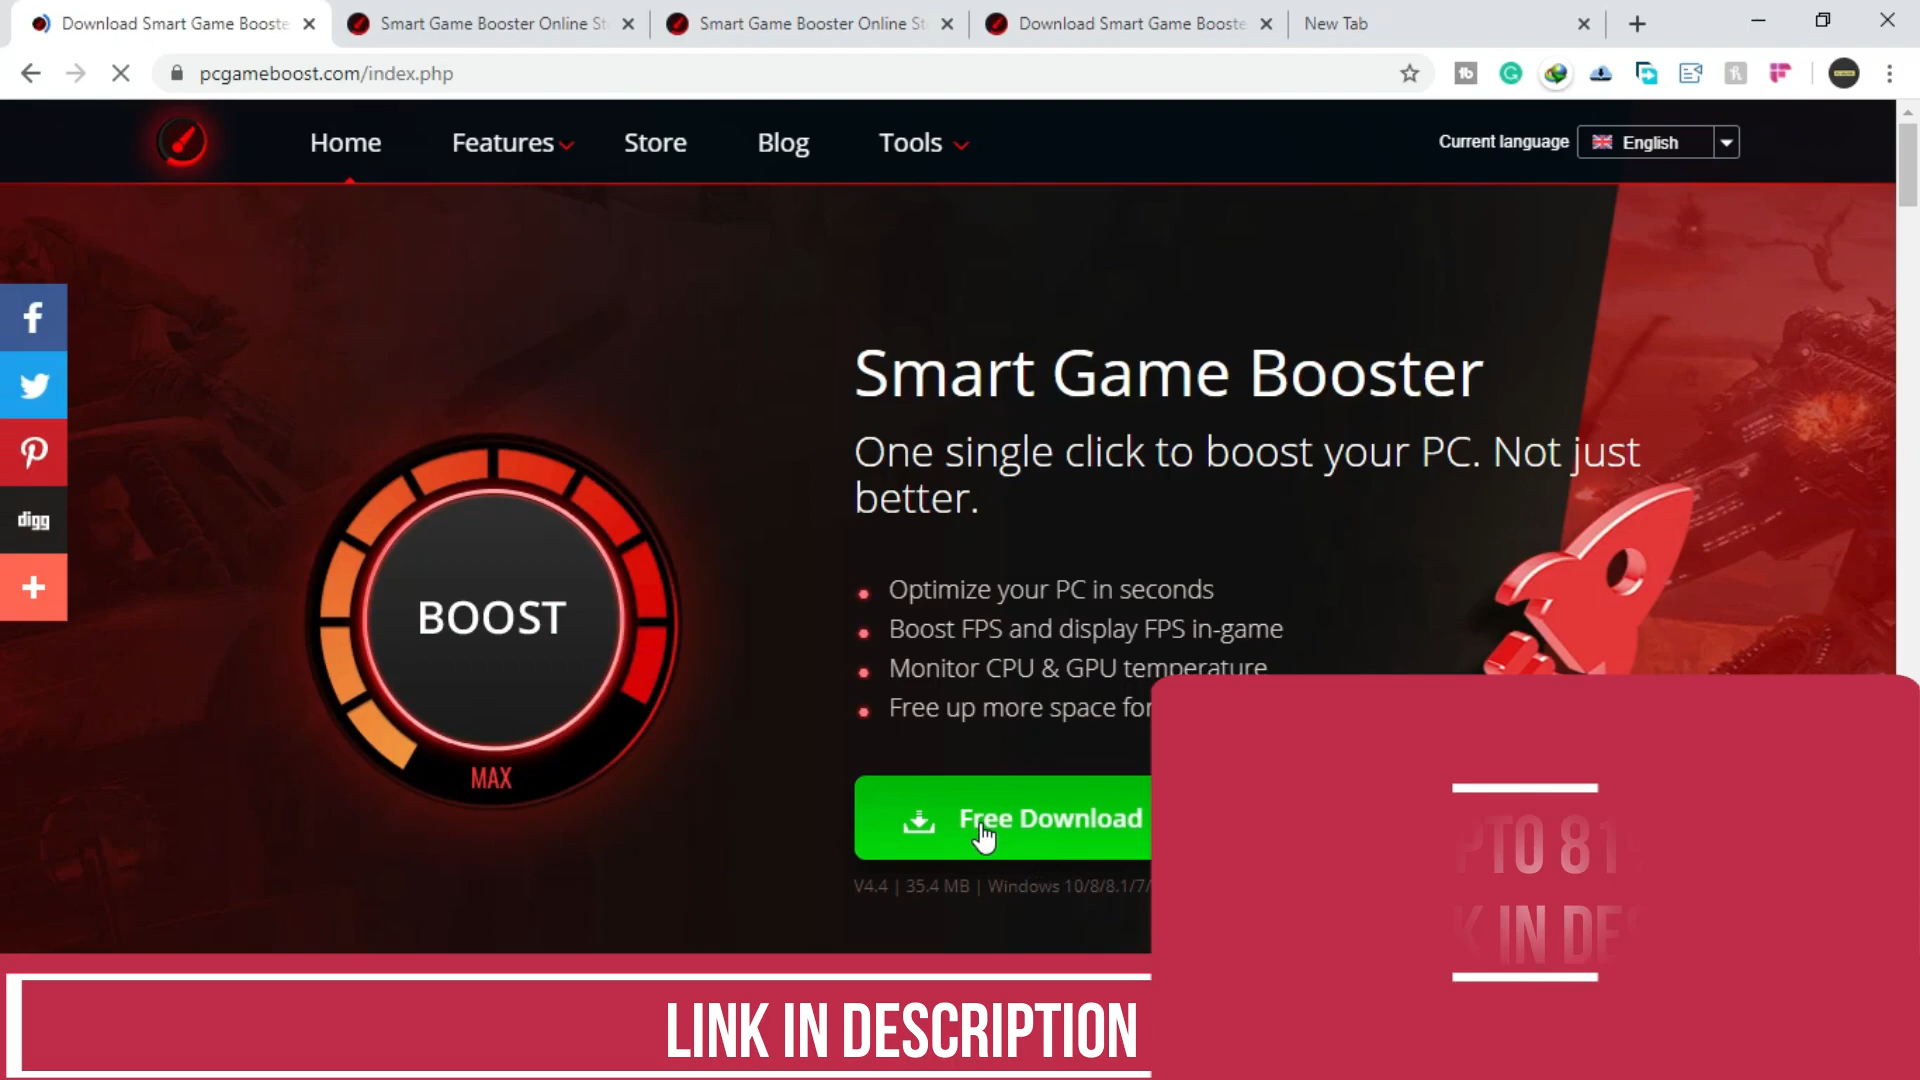 Download Smart Game Booste
Smart Game Booster Online St
Smart Game Booster Online St
Download Smart Game Booste
New Tab
pcgameboost.com/index.php
Home
Features
Store
Blog
Tools
Current language
English
Smart Game Booster
One single click to boost your PC. Not just
better.
Optimize your PC in seconds
Boost FPS and display FPS in-game
Monitor CPU & GPU temperature
Free up more space for
BOOST
MAX
digg
Free Download
V4.4 | 35.4 MB | Windows 10/8/8.1/7/
PTO 81
K IN DES
LINK IN DESCRIPTION